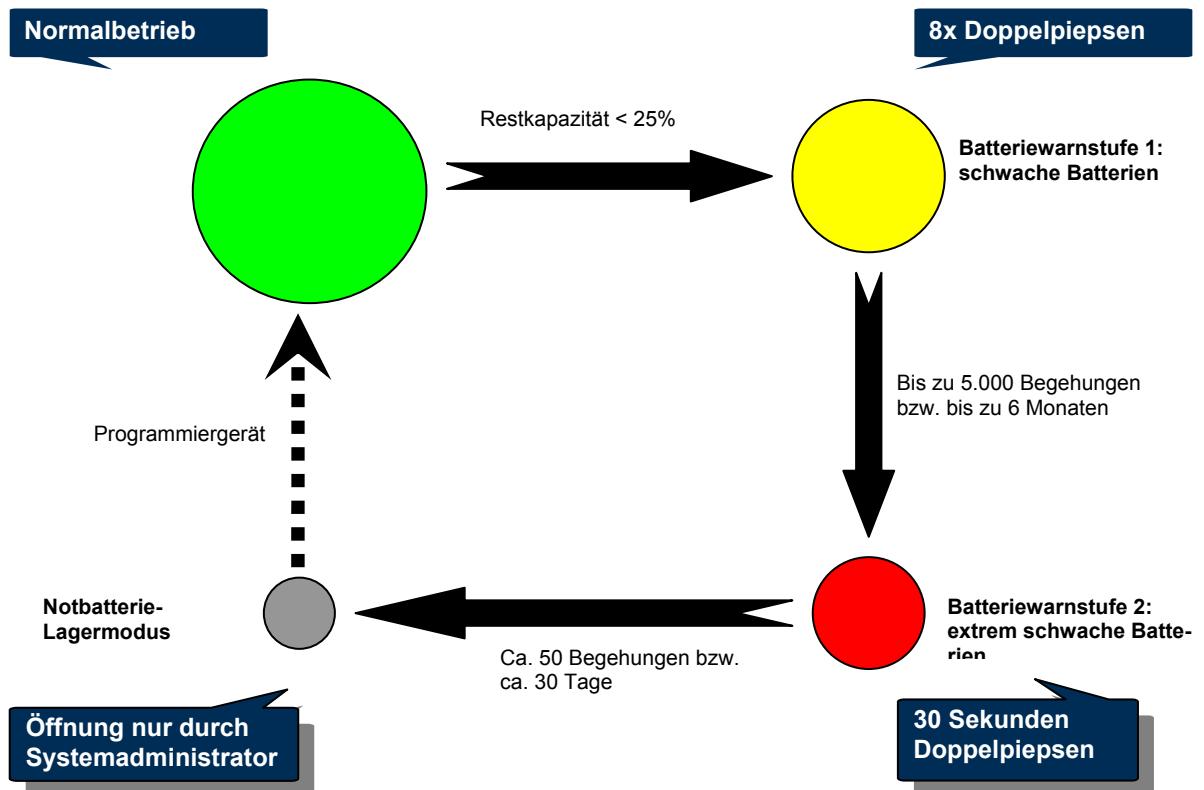 Normalbetrieb
8x Doppelpiepsen
Restkapazität < 25%
Batteriewarnstufe 1:
schwache Batterien
Bis zu 5.000 Begehungen
bzw. bis zu 6 Monaten
Programmiergerät
Notbatterie-
Lagermodus
Batteriewarnstufe 2:
extrem schwache Batte-
rien
Ca. 50 Begehungen bzw.
ca. 30 Tage
Öffnung nur durch
Systemadministrator
30 Sekunden
Doppelpiepsen